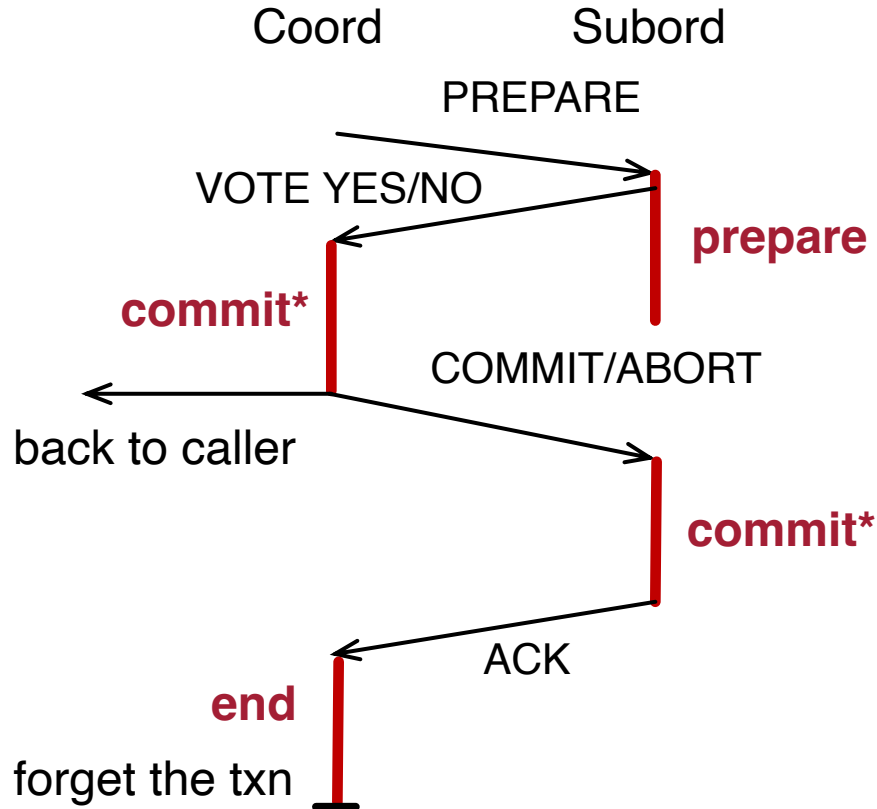 Coord
Subord
PREPARE
VOTE YES/NO
prepare
commit*
COMMIT/ABORT
back to caller
commit*
ACK
end
forget the txn